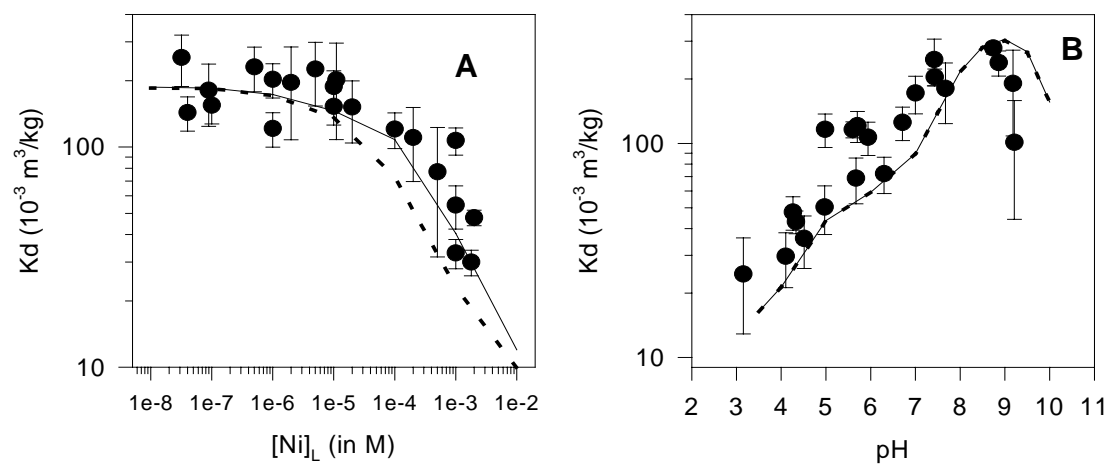 A
Kd (10⁻³ m³/kg)
100
10
1e-8 1e-7 1e-6 1e-5 1e-4 1e-3 1e-2
[Ni]L (in M)
B
Kd (10⁻³ m³/kg)
100
10
2 3 4 5 6 7 8 9 10 11
pH